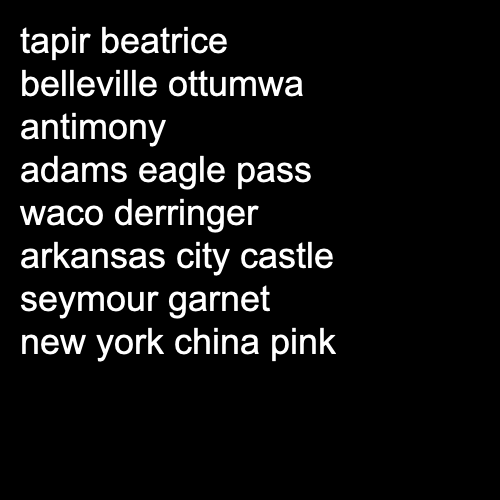 tapir beatrice
belleville ottumwa
antimony
adams eagle pass
waco derringer
arkansas city castle
seymour garnet
new york china pink